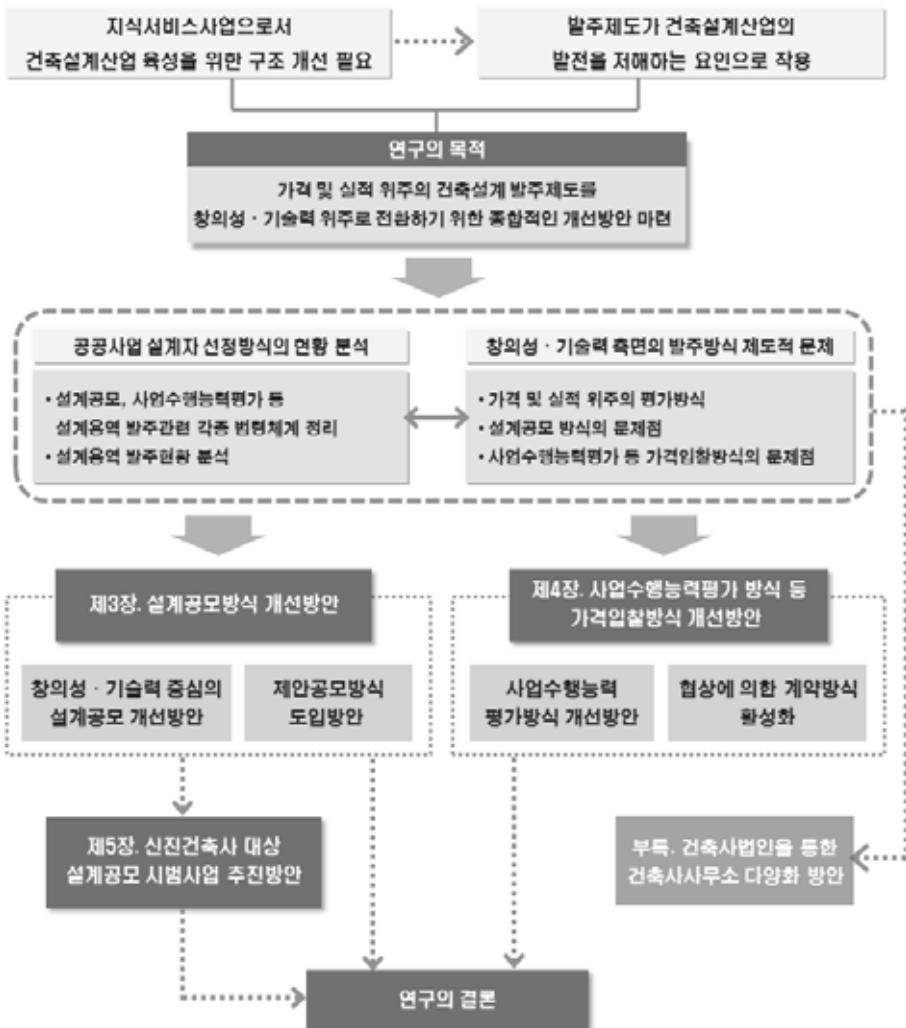 지식서비스사업으로서
건축설계산업 육성을 위한 구조 개선 필요
발주제도가 건축설계산업의
발전을 저해하는 요인으로 작용
연구의 목적
가격 및 실적 위주의 건축설계 발주제도를
창의성 · 기술력 위주로 전환하기 위한 종합적인 개선방안 마련
공공사업 설계자 선정방식의 현황 분석
• 설계공모, 사업수행능력평가 등
설계용역 발주관련 각종 법령체계 정리
• 설계용역 발주현황 분석
창의성 · 기술력 측면의 발주방식 제도적 문제
• 가격 및 실적 위주의 평가방식
• 설계공모 방식의 문제점
• 사업수행능력평가 등 가격입찰방식의 문제점
제3장. 설계공모방식 개선방안
창의성 · 기술력 중심의
설계공모 개선방안
제안공모방식
도입방안
제4장. 사업수행능력평가 방식 등
가격입찰방식 개선방안
사업수행능력
평가방식 개선방안
협상에 의한 계약방식
활성화
제5장. 신진건축사 대상
설계공모 시범사업 추진방안
부록. 건축사법인을 통한
건축사사무소 다양화 방안
연구의 결론